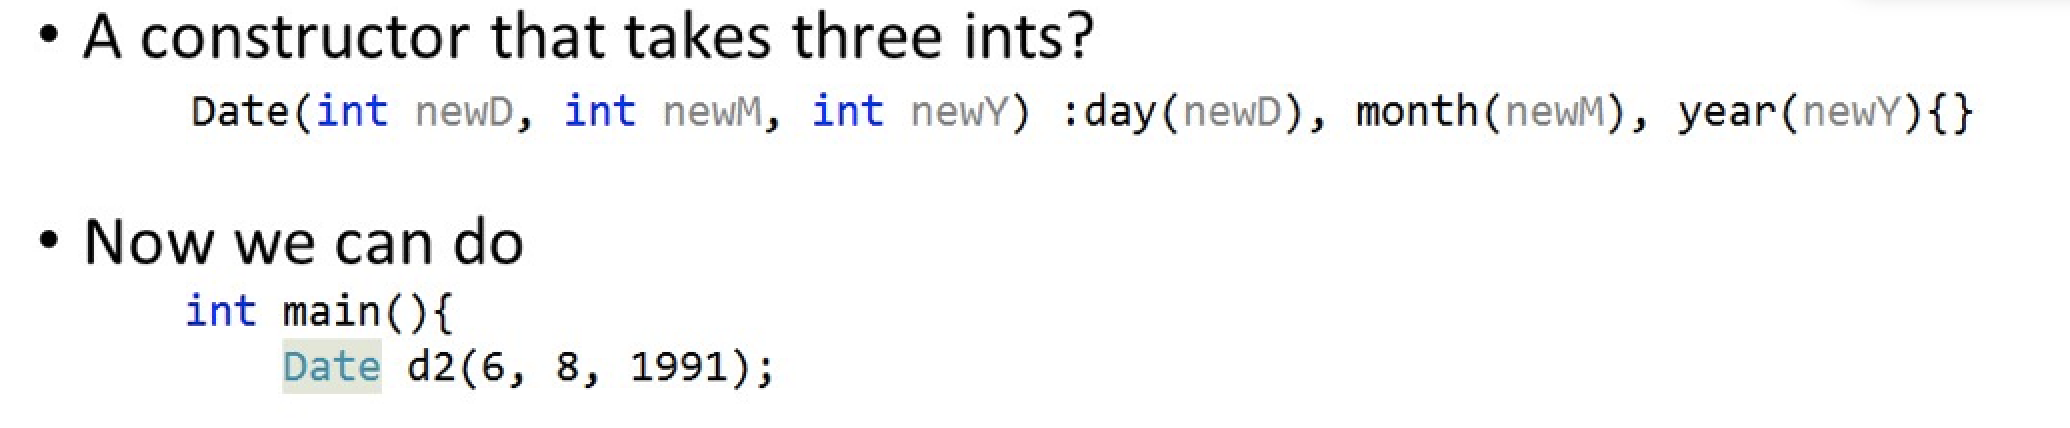 • A constructor that takes three ints?
Date(int newD, int newM, int newY) :day(newD), month(newM), year(newY){}
• Now we can do
int main(){
Date d2(6, 8, 1991);